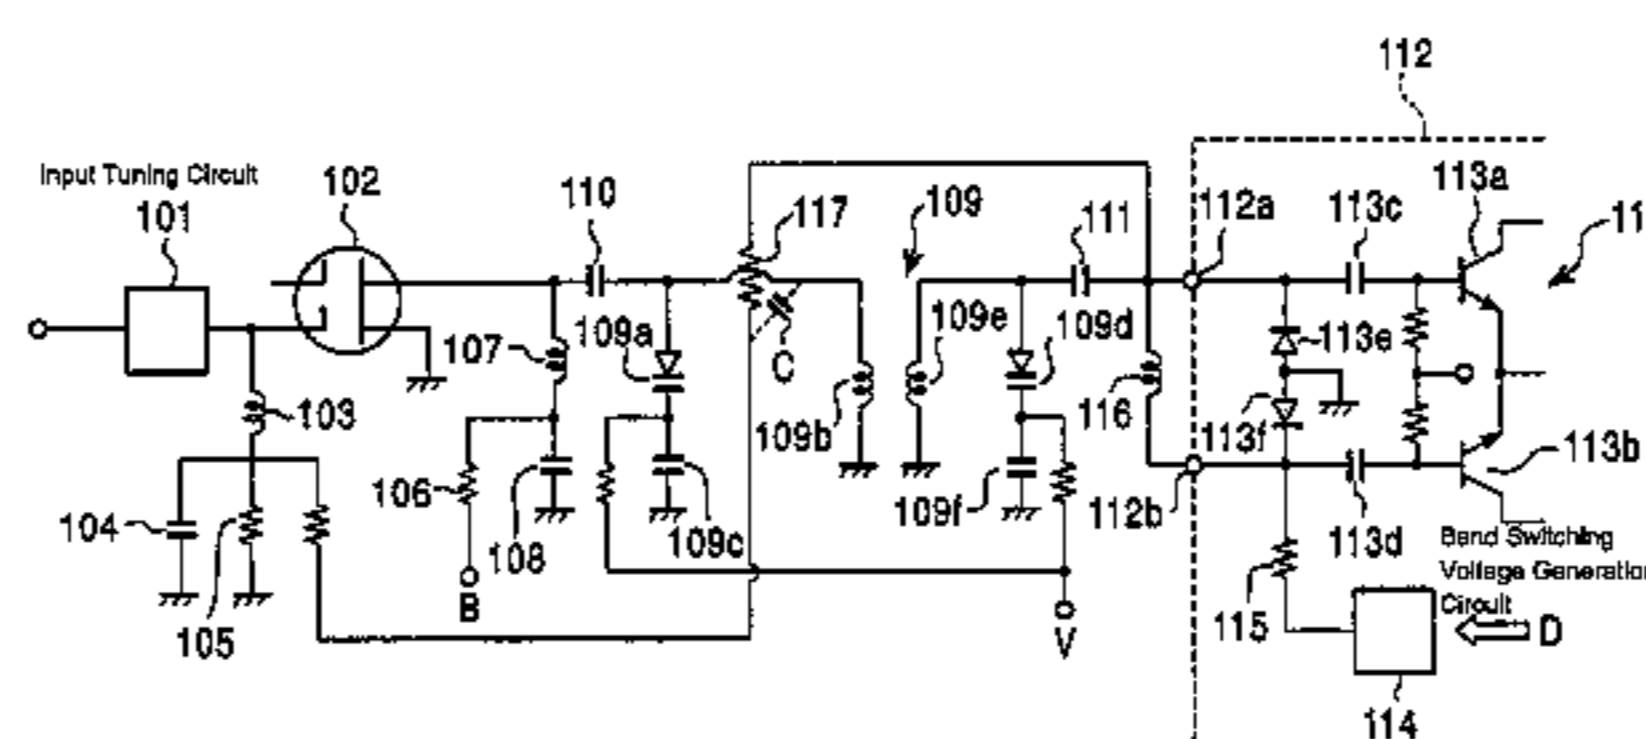 112
Input Tuning Circuit
101
102
110
117
109
111
112a
113c
113a
11
107
109a
C
109e
109d
113e
103
109b
116
113f
113b
104
106
108
109c
109f
112b
113d
105
B
V
115
Band Switching
Voltage Generation
Circuit
D
114